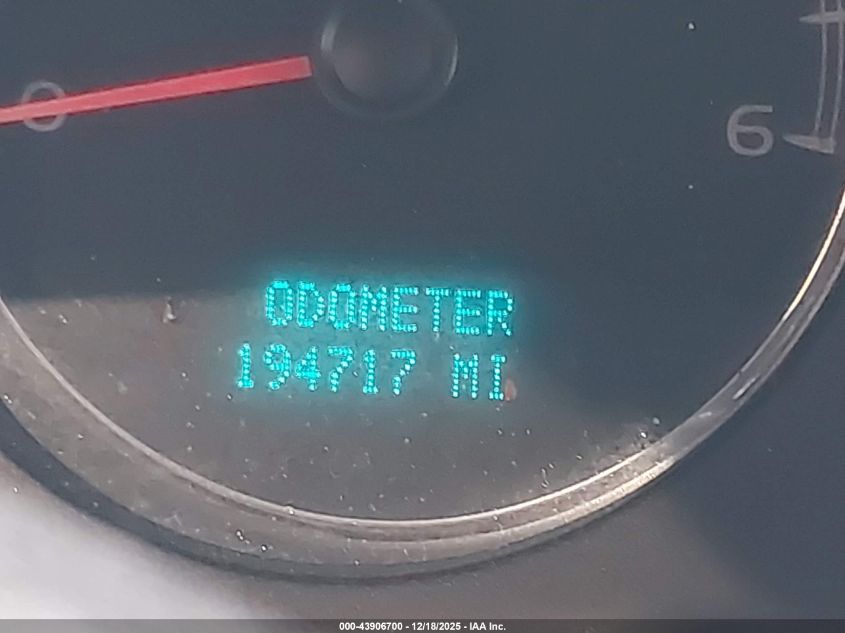 0
6
ODOMETER
194717 MI
000-43906700 - 12/18/2025 - IAA Inc.